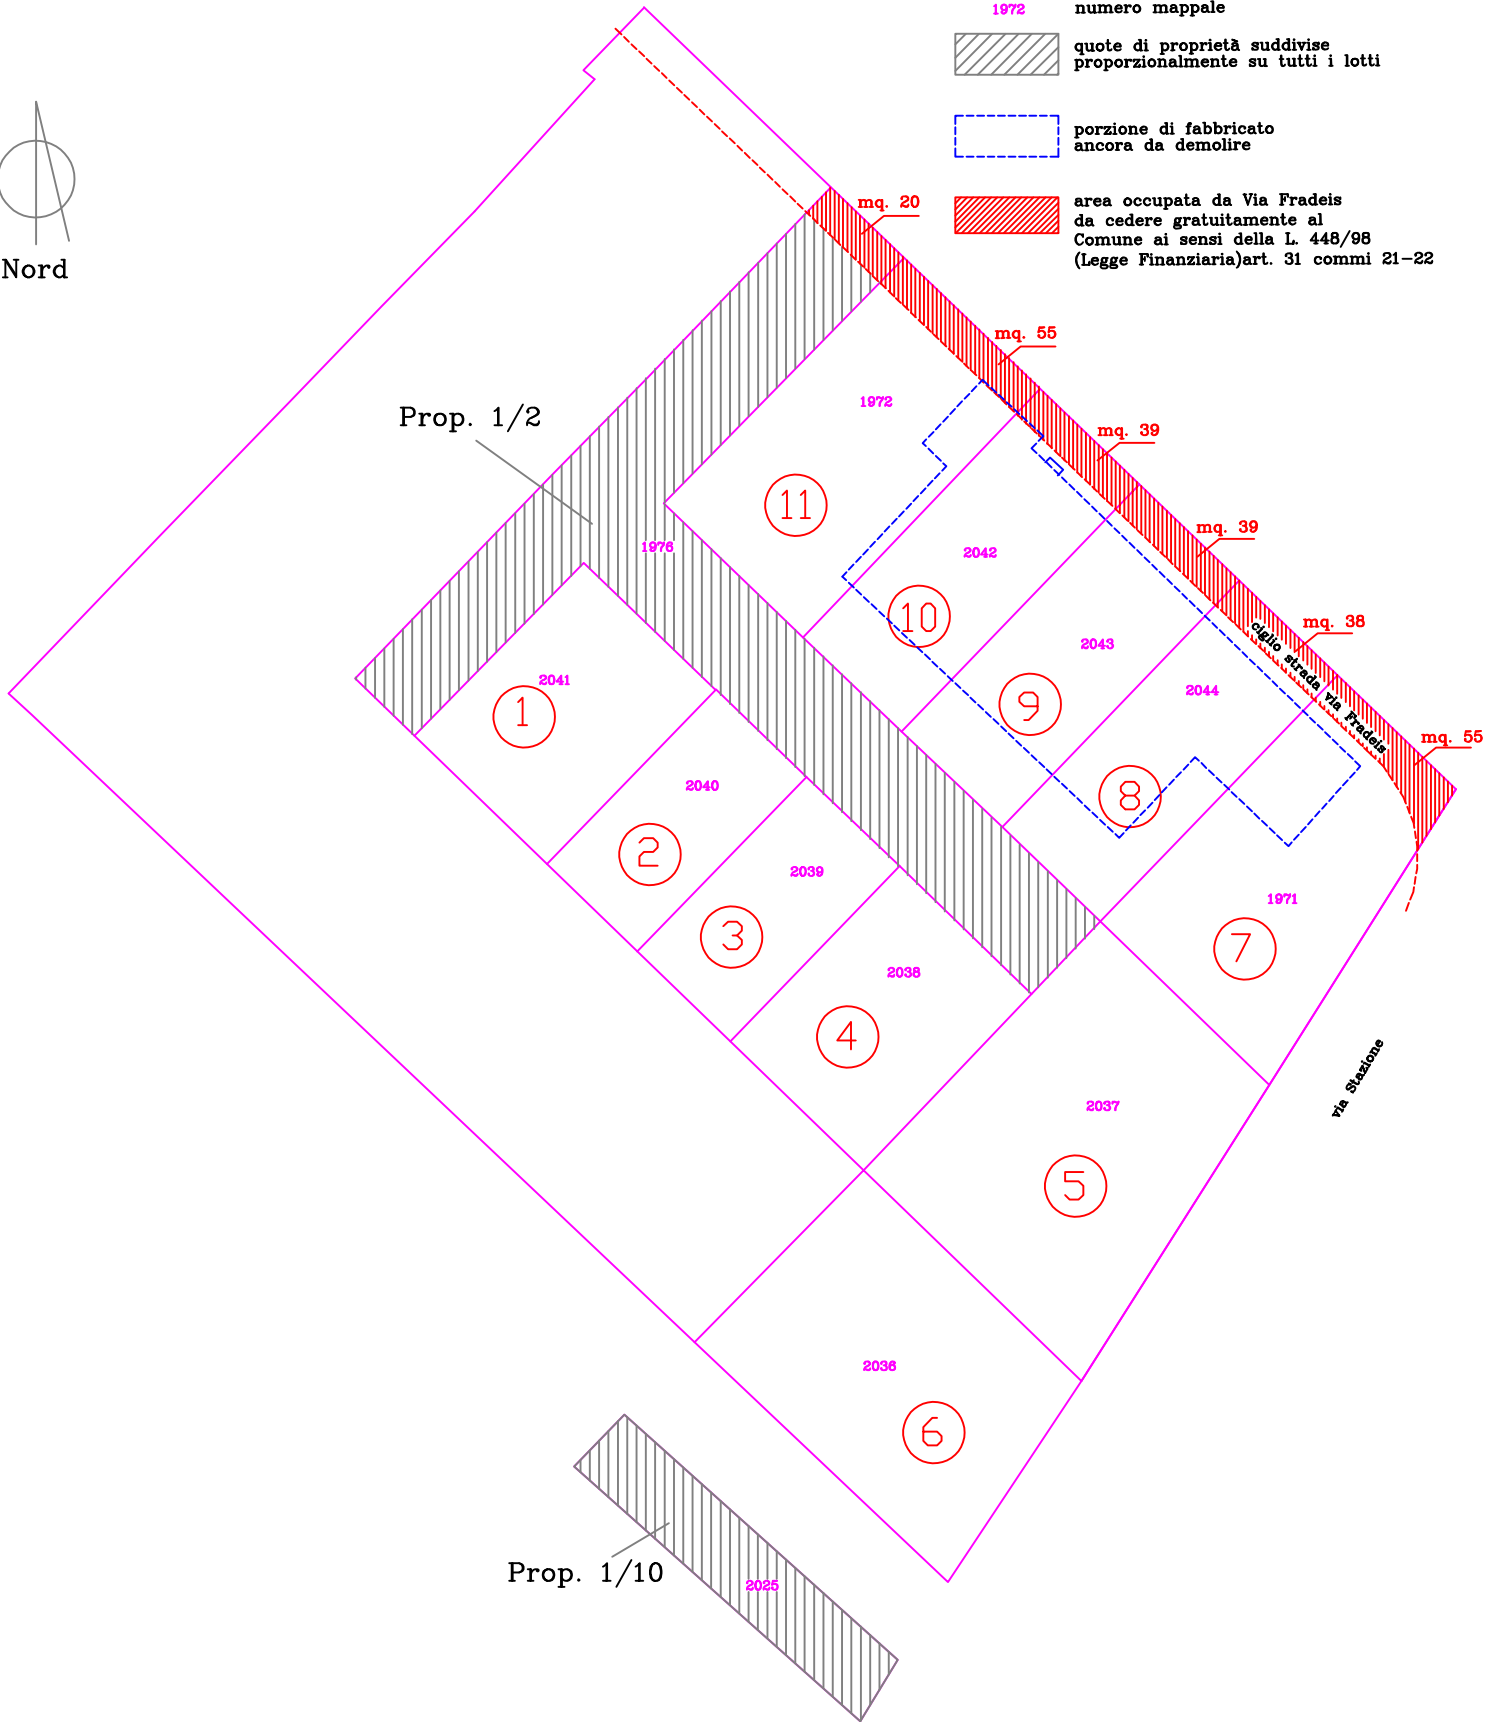 1972 numero mappale
quote di proprietà suddivise
proporzionalmente su tutti i lotti
porzione di fabbricato
ancora da demolire
area occupata da Via Fradeis
da cedere gratuitamente al
Comune ai sensi della L. 448/98
(Legge Finanziaria)art. 31 commi 21-22
Nord
mq. 20
mq. 55
mq. 39
mq. 39
mq. 38
mq. 55
ciglio strada via Fradeis
Prop. 1/2
1972
11
1976
2042
10
2043
9
2044
8
2041
1
2040
2
2039
3
2038
4
1971
7
via Stazione
2037
5
2036
6
Prop. 1/10
2025